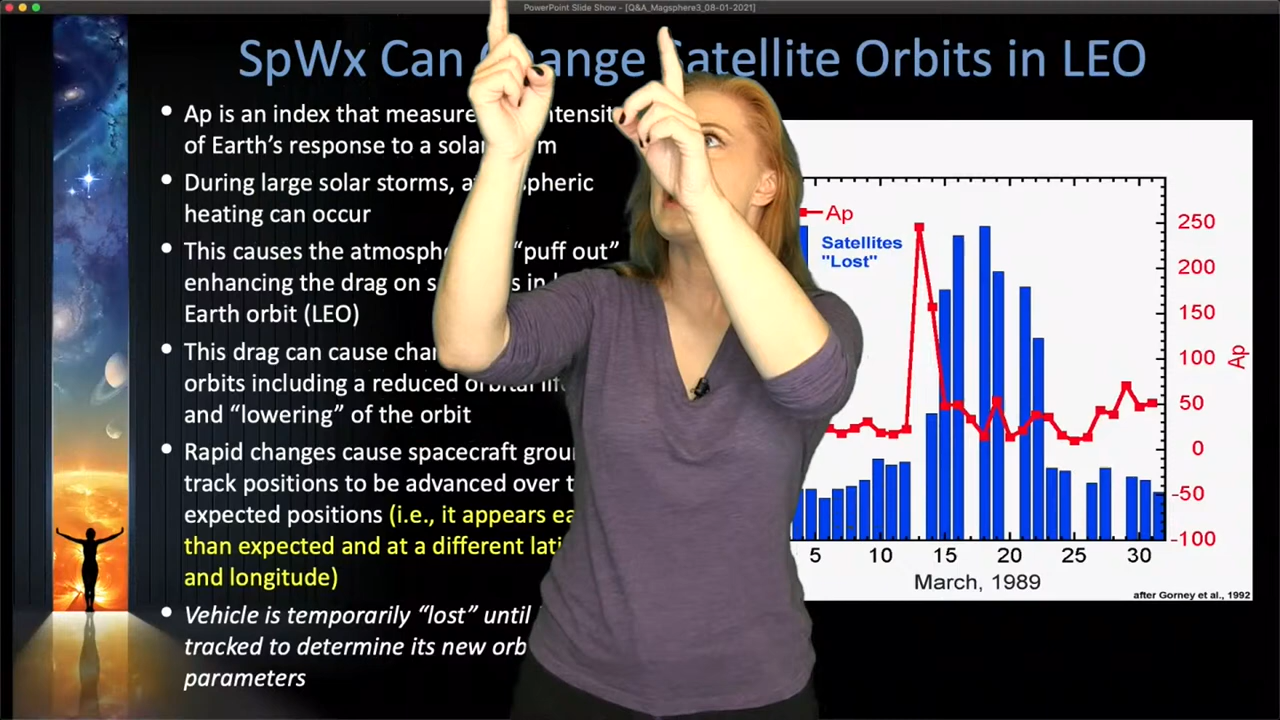 PowerPoint Slide Show - [Q&A_Magsphere3_08-01-2021]
SpWx Can Change Satellite Orbits in LEO
• Ap is an index that measure intensit
of Earth's response to a sola m
• During large solar storms, a spheric
heating can occur
• This causes the atmosphe "puff out"
enhancing the drag on s s in
Earth orbit (LEO)
• This drag can cause cha
orbits including a reduced orbital
and "lowering" of the orbit
• Rapid changes cause spacecraft grou
track positions to be advanced over t
expected positions (i.e., it appears ea
than expected and at a different lati
and longitude)
• Vehicle is temporarily "lost" until
tracked to determine its new orb
parameters
Ap
Satellites
"Lost"
250
200
150
100
50
0
-50
-100
Ap
5 10 15 20 25 30
March, 1989
after Gorney et al., 1992